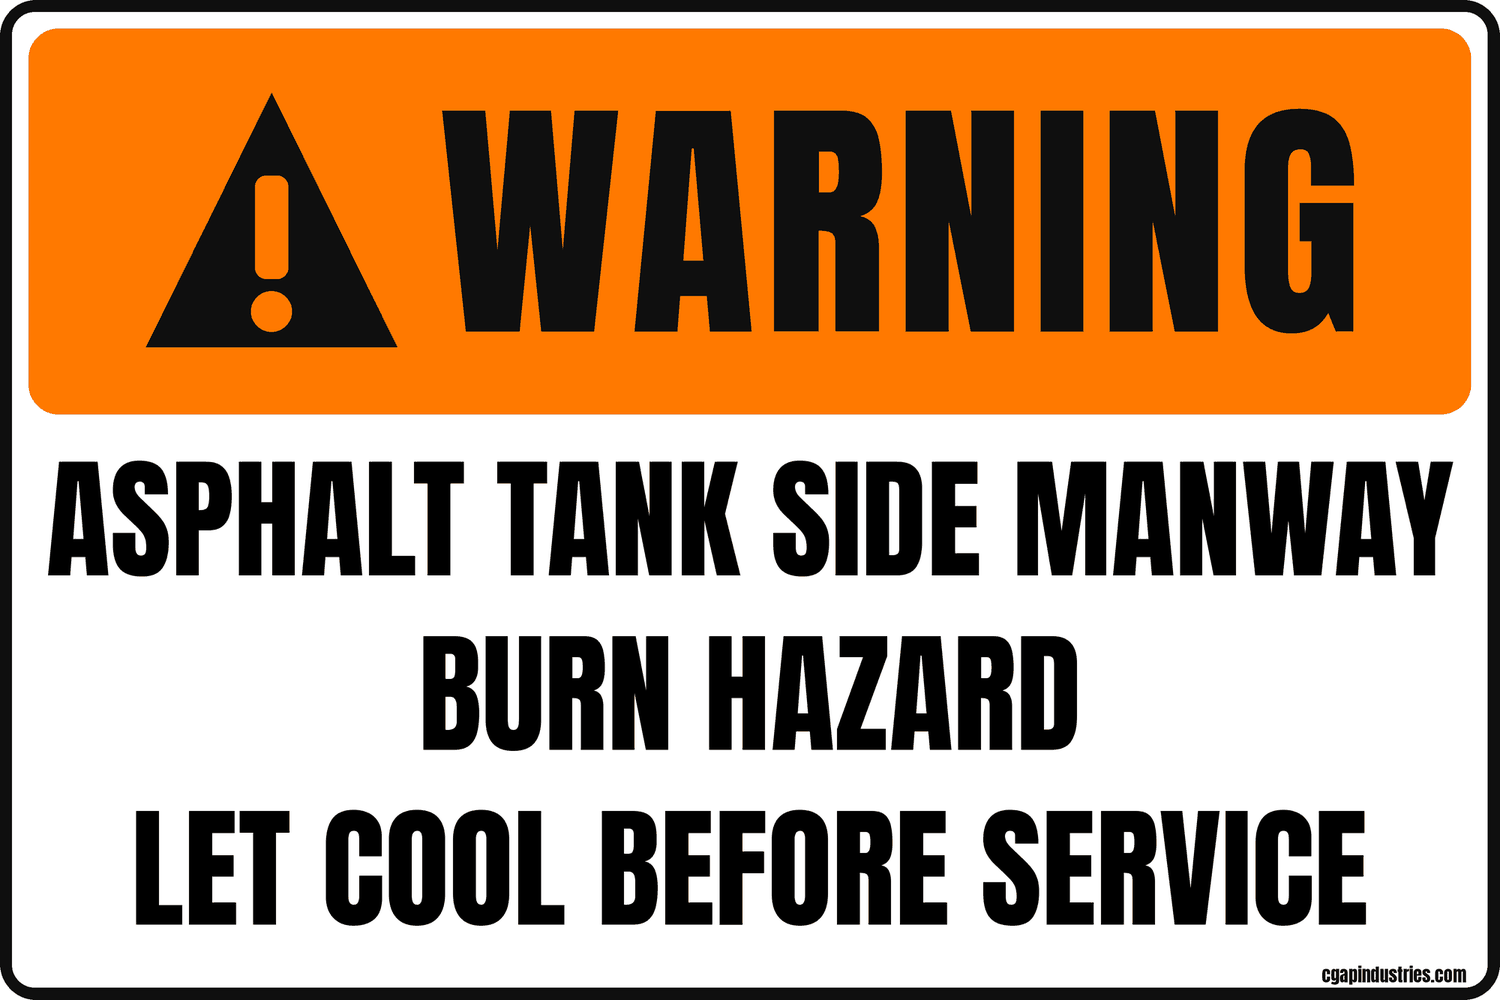 WARNING
ASPHALT TANK SIDE MANWAY
BURN HAZARD
LET COOL BEFORE SERVICE
cgapindustries.com